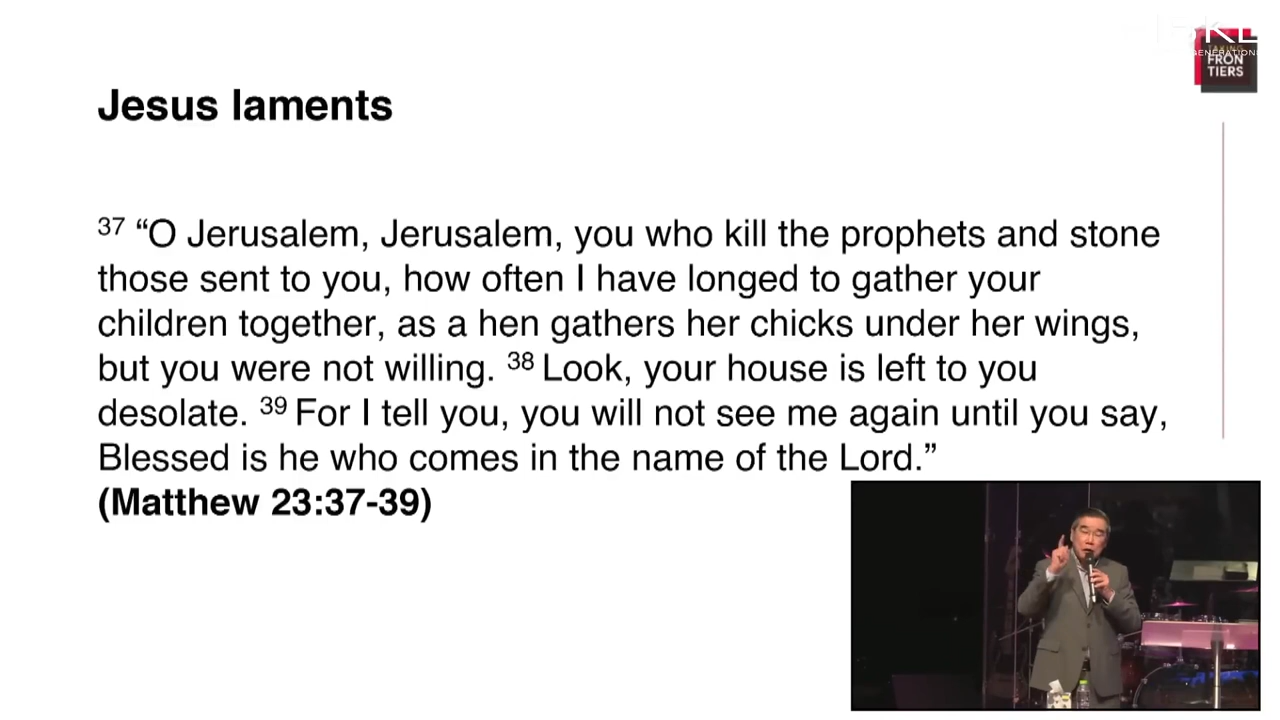 Jesus laments
37 “O Jerusalem, Jerusalem, you who kill the prophets and stone
those sent to you, how often I have longed to gather your
children together, as a hen gathers her chicks under her wings,
but you were not willing. 38 Look, your house is left to you
desolate. 39 For I tell you, you will not see me again until you say,
Blessed is he who comes in the name of the Lord.”
(Matthew 23:37-39)
TAKING
FRON
TIERS